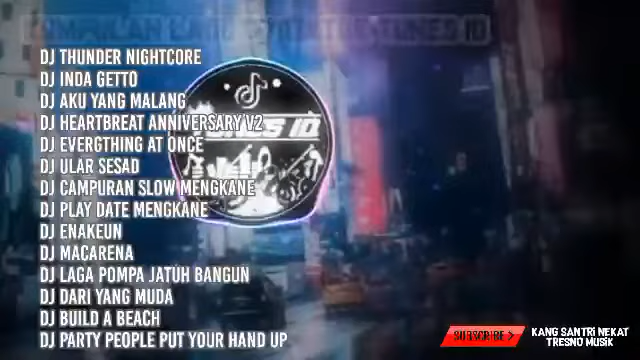 DJ THUNDER NIGHTCORE
DJ INDA GETTO
DJ AKU YANG MALANG
DJ HEARTBREAT ANNIVERSARY V2
DJ EVERGTHING AT ONCE
DJ ULAR SESAD
DJ CAMPURAN SLOW MENGKANE
DJ PLAY DATE MENGKANE
DJ ENAKEUN
DJ MACARENA
DJ LAGA POMPA JATUH BANGUN
DJ DARI YANG MUDA
DJ BUILD A BEACH
DJ PARTY PEOPLE PUT YOUR HAND UP
SUBSCRIBE
KANG SANTRI NEKAT
TRESNO MUSIK